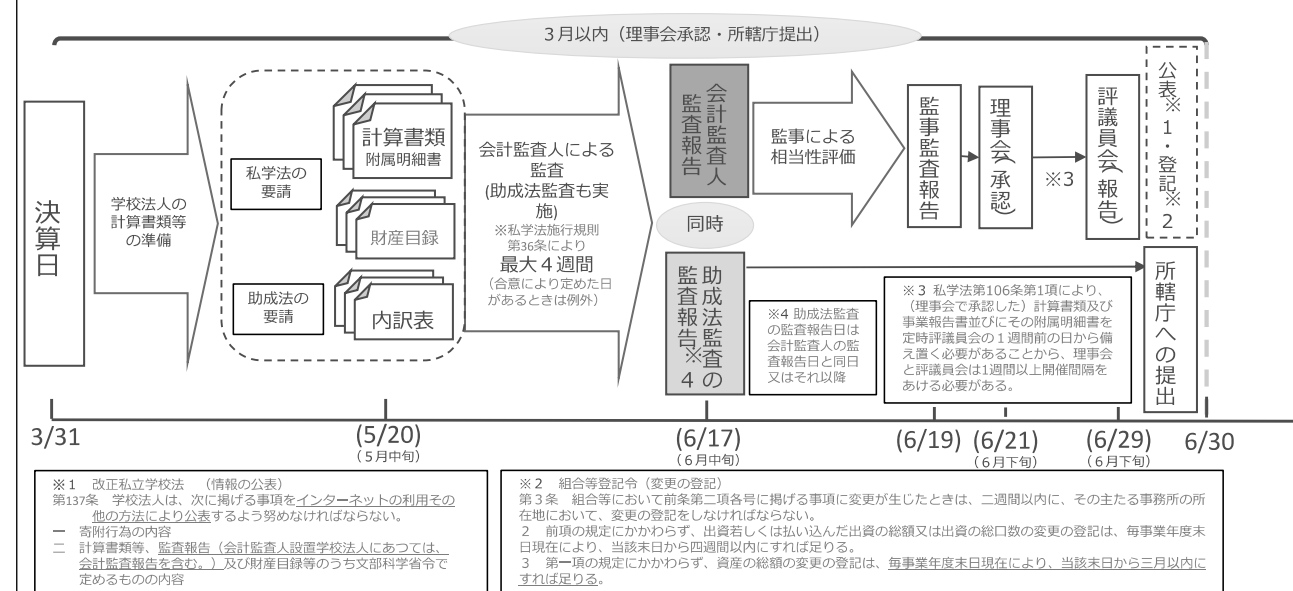 3月以内（理事会承認・所轄庁提出）
決算日
学校法人の
計算書類等
の準備
私学法の
要請
助成法の
要請
計算書類
附属明細書
財産目録
内訳表
会計監査人による
監査
(助成法監査も実
施)
※私学法施行規則
第36条により
最大４週間
（合意により定めた日
があるときは例外）
会計監査人
監査報告
同時
助成法監査の
監査報告※４
監事による
相当性評価
監事監査報告
理事会（承認）
※3
評議員会（報告）
公表※１・登記※２
所轄庁への提出
※４ 助成法監査
の監査報告日は
会計監査人の監
査報告日と同日
又はそれ以降
※３ 私学法第106条第1項により、
（理事会で承認した）計算書類及び
事業報告書並びにその附属明細書を
定時評議員会の１週間前の日から備
え置く必要があることから、理事会
と評議員会は1週間以上開催間隔を
あける必要がある。
3/31
(5/20)
（５月中旬）
(6/17)
（６月中旬）
(6/19)
(6/21)
（６月下旬）
(6/29)
（６月下旬）
6/30
※１　改正私立学校法　（情報の公表）
第137条　学校法人は、次に掲げる事項をインターネットの利用その
他の方法により公表するよう努めなければならない。
一　寄附行為の内容
二　計算書類等、監査報告（会計監査人設置学校法人にあつては、
会計監査報告を含む。）及び財産目録等のうち文部科学省令で
定めるものの内容
※２　組合等登記令（変更の登記）
第３条　組合等において前条第二項各号に掲げる事項に変更が生じたときは、二週間以内に、その主たる事務所の所
在地において、変更の登記をしなければならない。
２　前項の規定にかかわらず、出資若しくは払い込んだ出資の総額又は出資の総口数の変更の登記は、毎事業年度末
日現在により、当該末日から四週間以内にすれば足りる。
３　第一項の規定にかかわらず、資産の総額の変更の登記は、毎事業年度末日現在により、当該末日から三月以内に
すれば足りる。